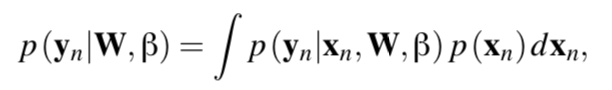 p(yₙ|W, β) = ∫ p(yₙ|xₙ, W, β) p(xₙ) dxₙ,